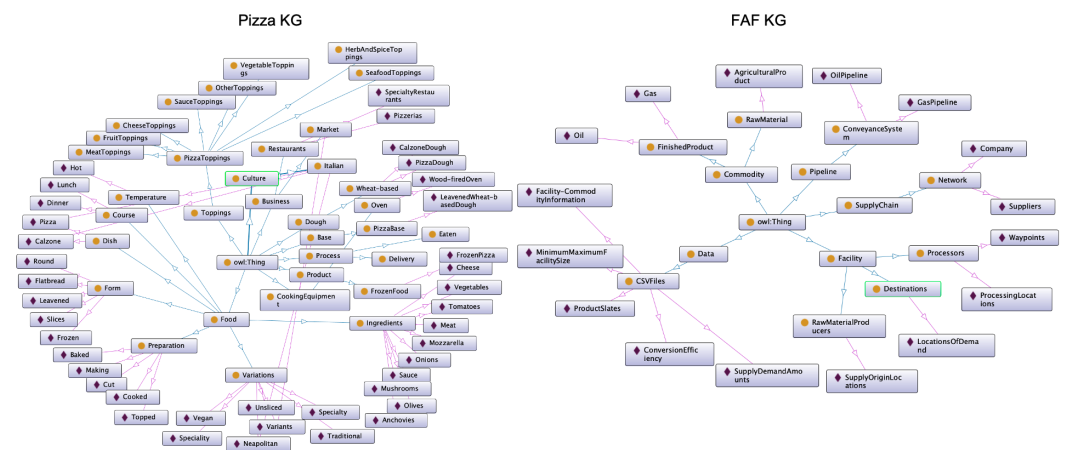 Pizza KG
FAF KG
HerbAndSpiceTop
pings
VegetableToppin
gs
SeafoodToppings
OtherToppings
SauceToppings
SpecialtyRestau
rants
CheeseToppings
Market
Pizzerias
FruitToppings
Restaurants
CalzoneDough
MeatToppings
PizzaToppings
Italian
PizzaDough
Hot
Culture
Wood-firedOven
Lunch
Temperature
Business
Wheat-based
LeavenedWheat-b
asedDough
Dinner
Course
Toppings
Oven
Pizza
Dough
PizzaBase
Calzone
Dish
Base
Eaten
Round
owl:Thing
Process
Delivery
FrozenPizza
Flatbread
Form
Product
Cheese
Leavened
CookingEquipmen
t
FrozenFood
Vegetables
Slices
Food
Ingredients
Tomatoes
Frozen
Meat
Preparation
Mozzarella
Baked
Onions
Making
Variations
Sauce
Cut
Mushrooms
Cooked
Olives
Topped
Vegan
Unsliced
Specialty
Anchovies
Speciality
Variants
Traditional
Neapolitan
AgriculturalPro
duct
OilPipeline
Gas
GasPipeline
Oil
RawMaterial
ConveyanceSyste
m
FinishedProduct
Company
Commodity
Pipeline
Network
Facility-Commod
ityInformation
SupplyChain
Suppliers
owl:Thing
MinimumMaximumF
acilitySize
Data
Facility
Processors
Waypoints
CSVFiles
Destinations
ProcessingLocat
ions
ProductSlates
RawMaterialProd
ucers
LocationsOfDema
nd
ConversionEffic
iency
SupplyDemandAmo
unts
SupplyOriginLoc
ations